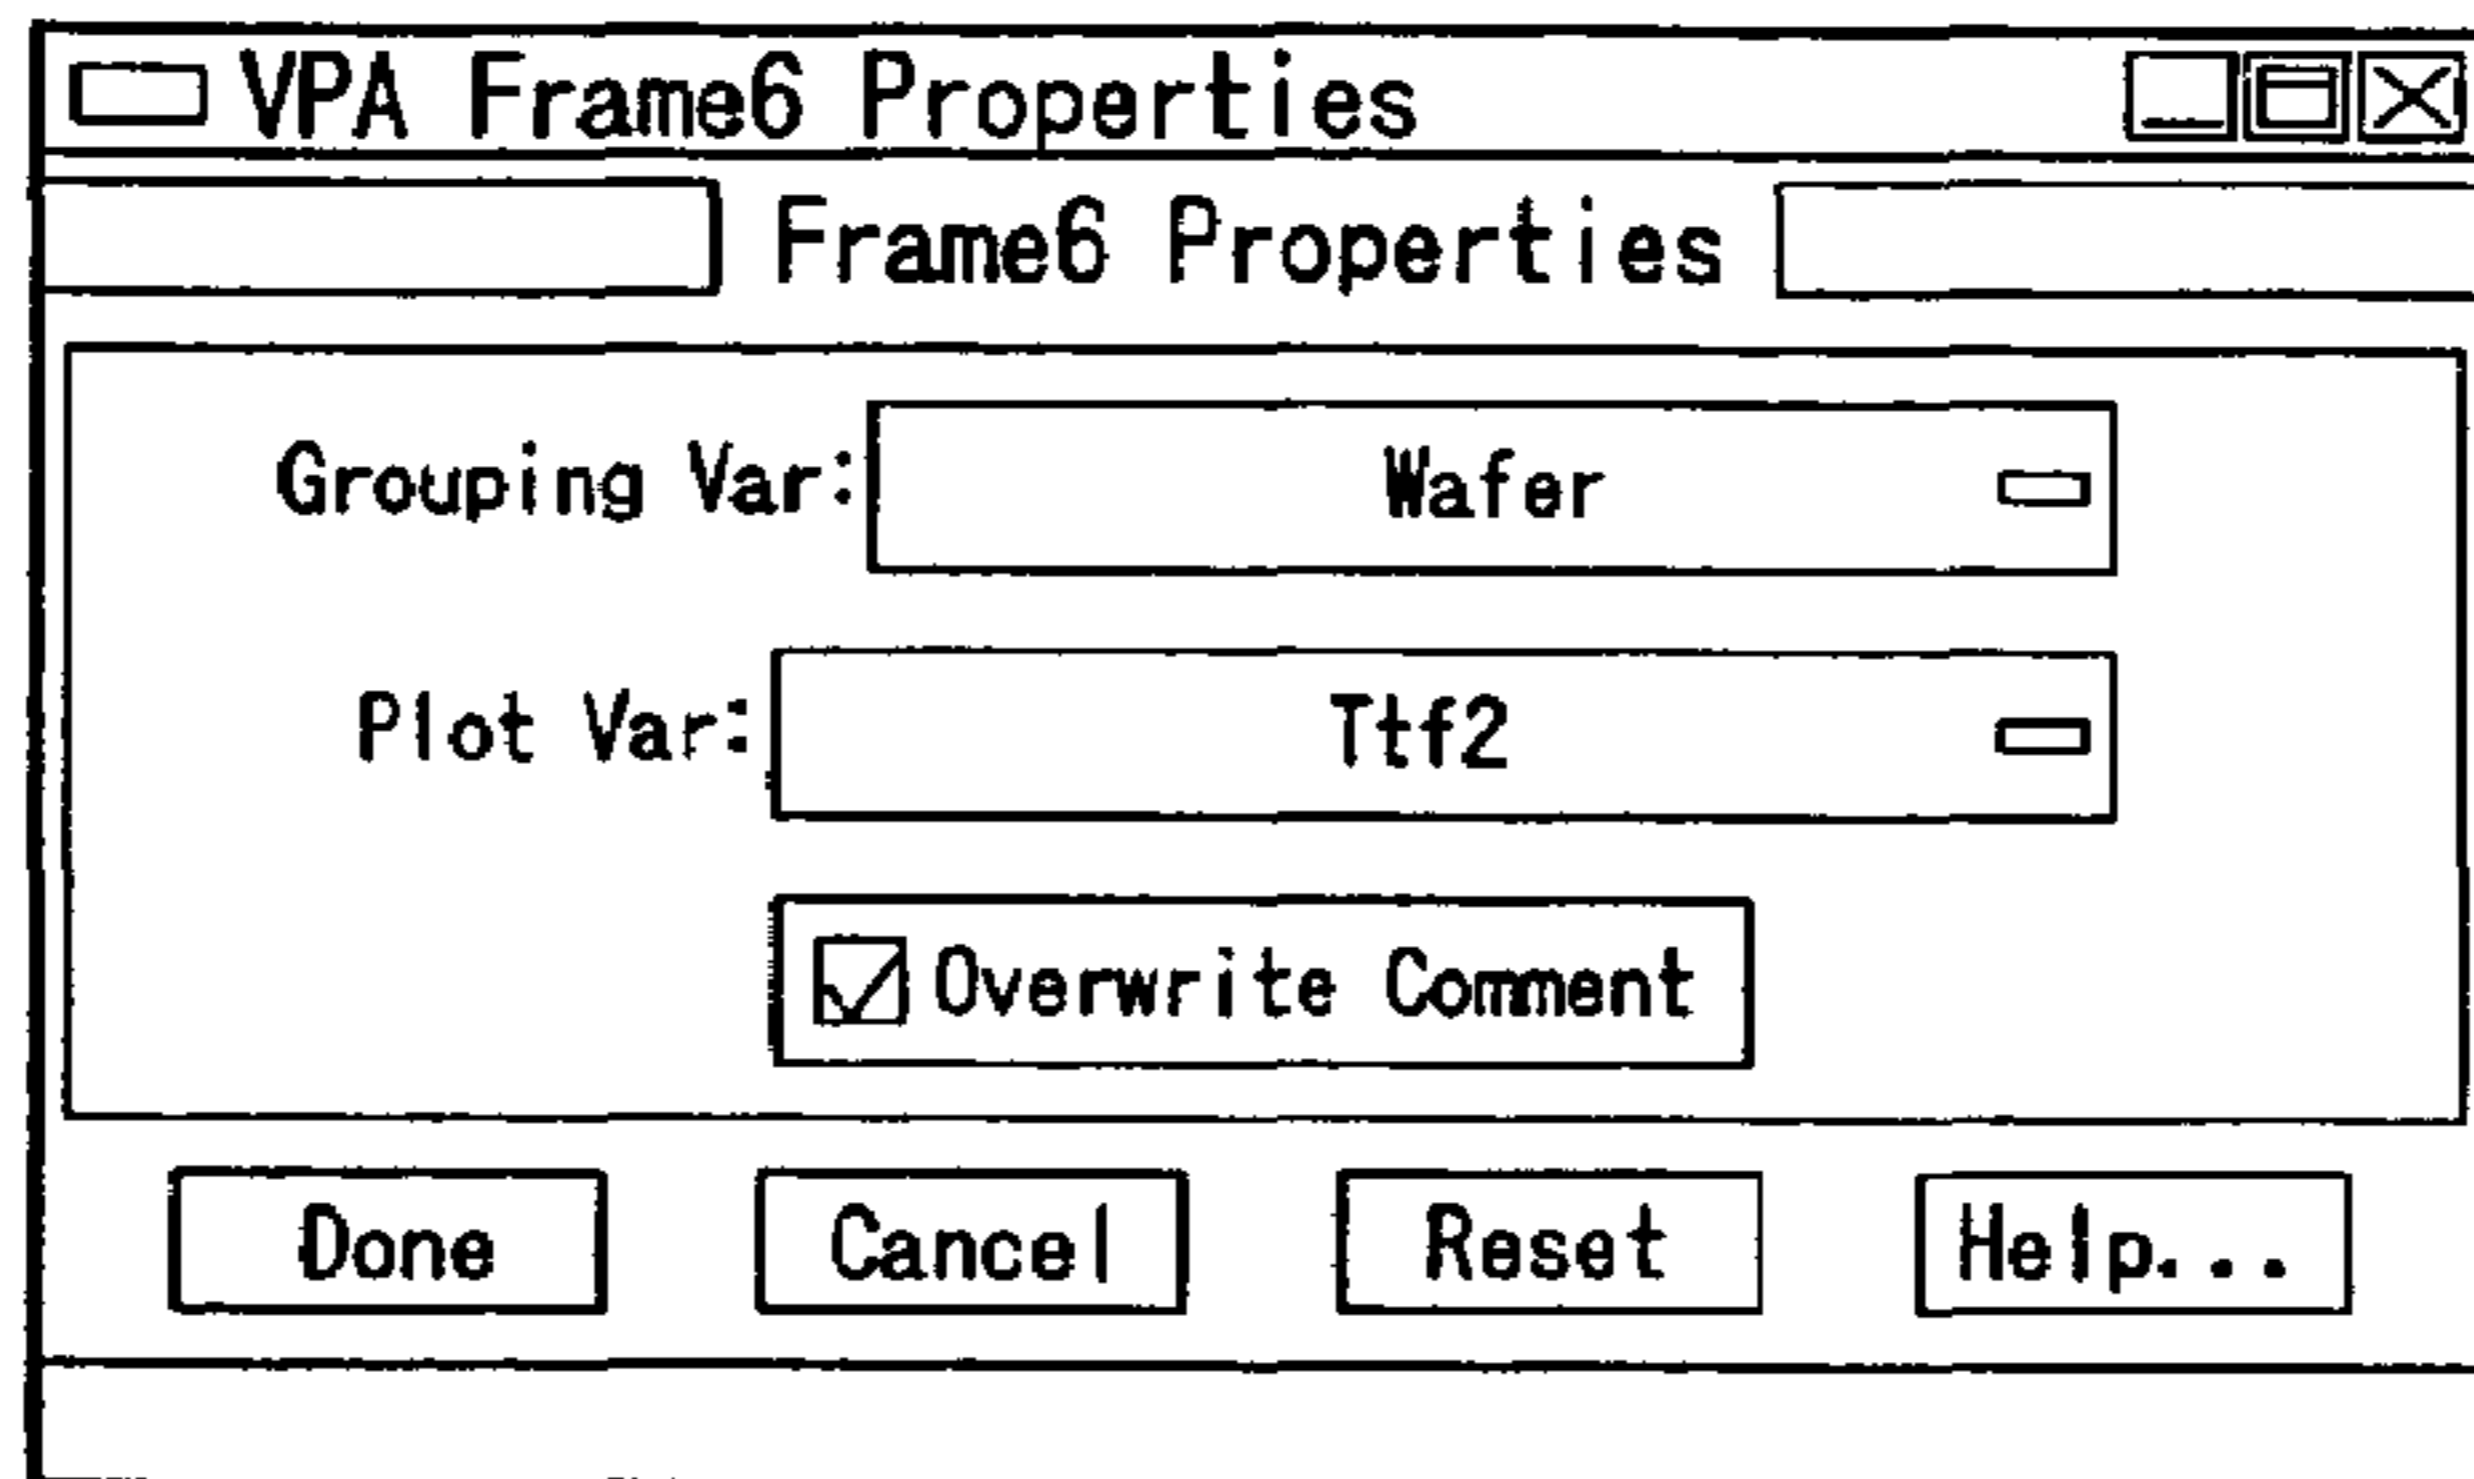 VPA Frame6 Properties
Frame6 Properties
Grouping Var: Wafer
Plot Var: Ttf2
Overwrite Comment
Done Cancel Reset Help...